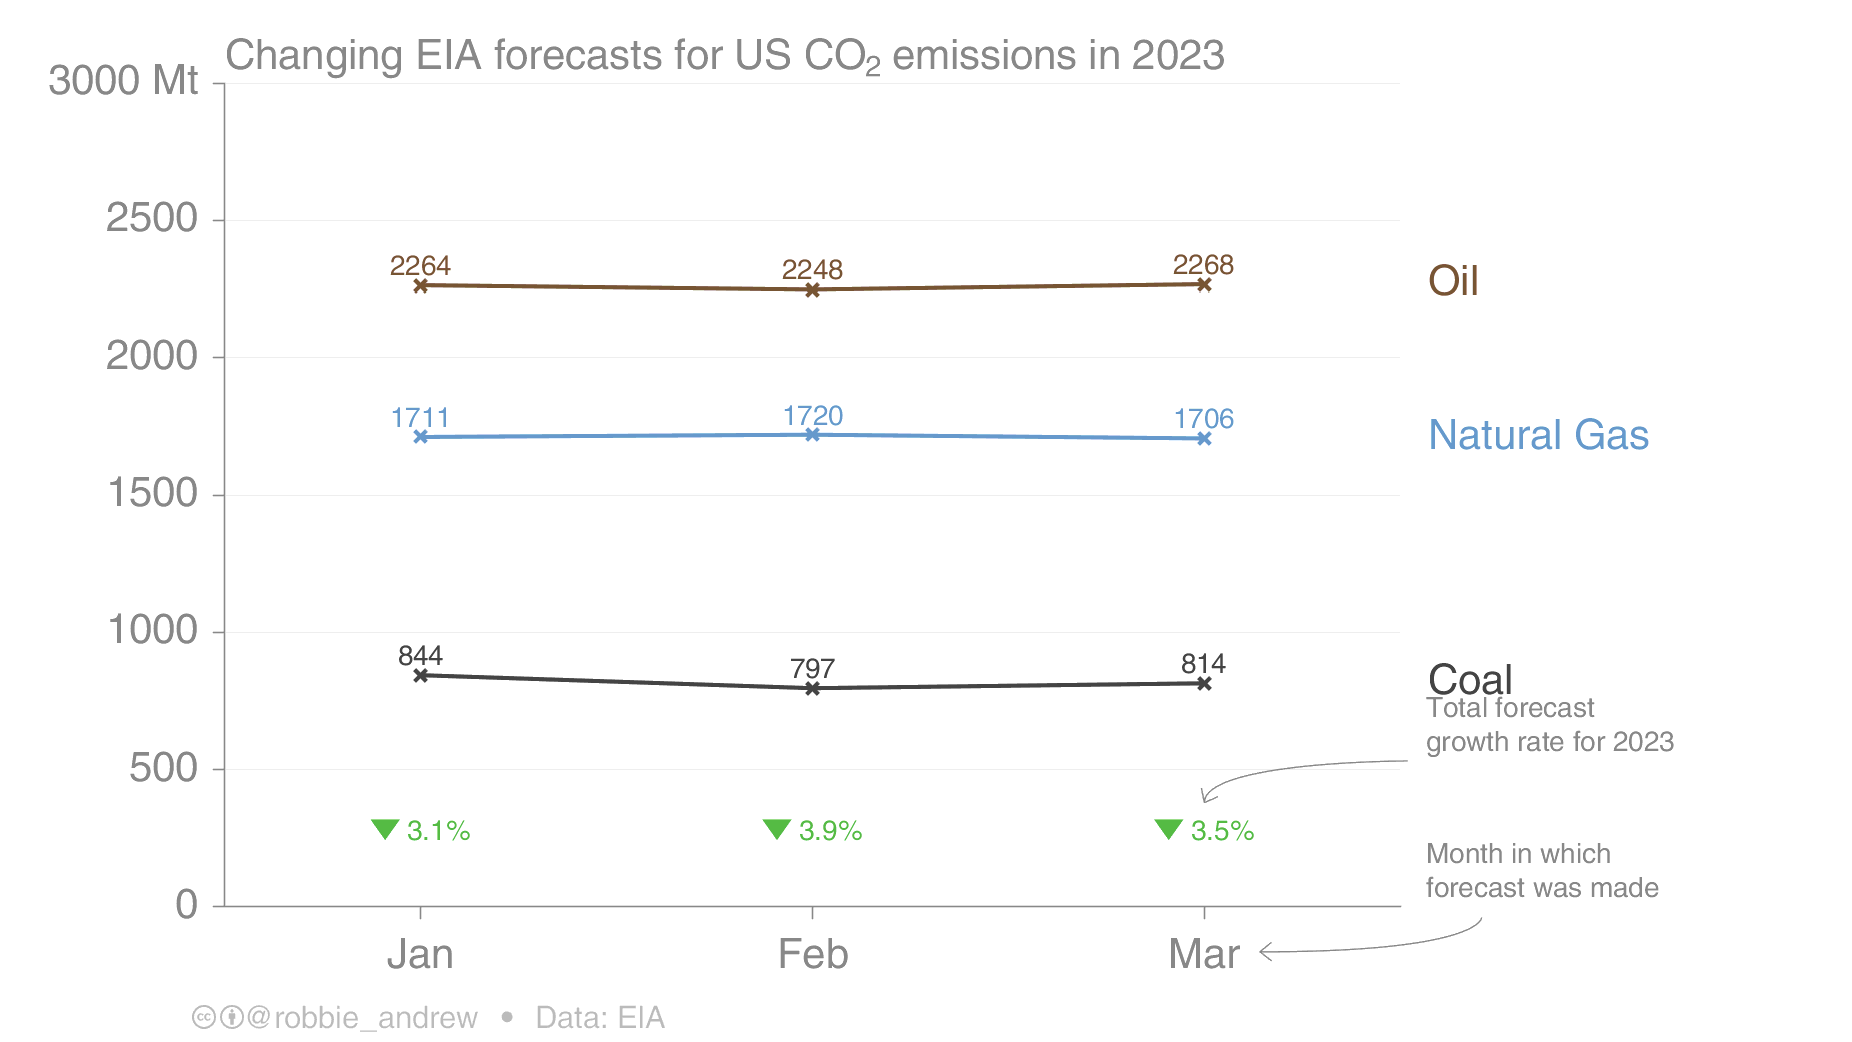 Changing EIA forecasts for US CO₂ emissions in 2023
3000 Mt
2500
2000
1500
1000
500
0
2264
2248
2268
Oil
1711
1720
1706
Natural Gas
844
797
814
Coal
Total forecast
growth rate for 2023
▼ 3.1%
▼ 3.9%
▼ 3.5%
Month in which
forecast was made
Jan
Feb
Mar
cc @robbie_andrew • Data: EIA